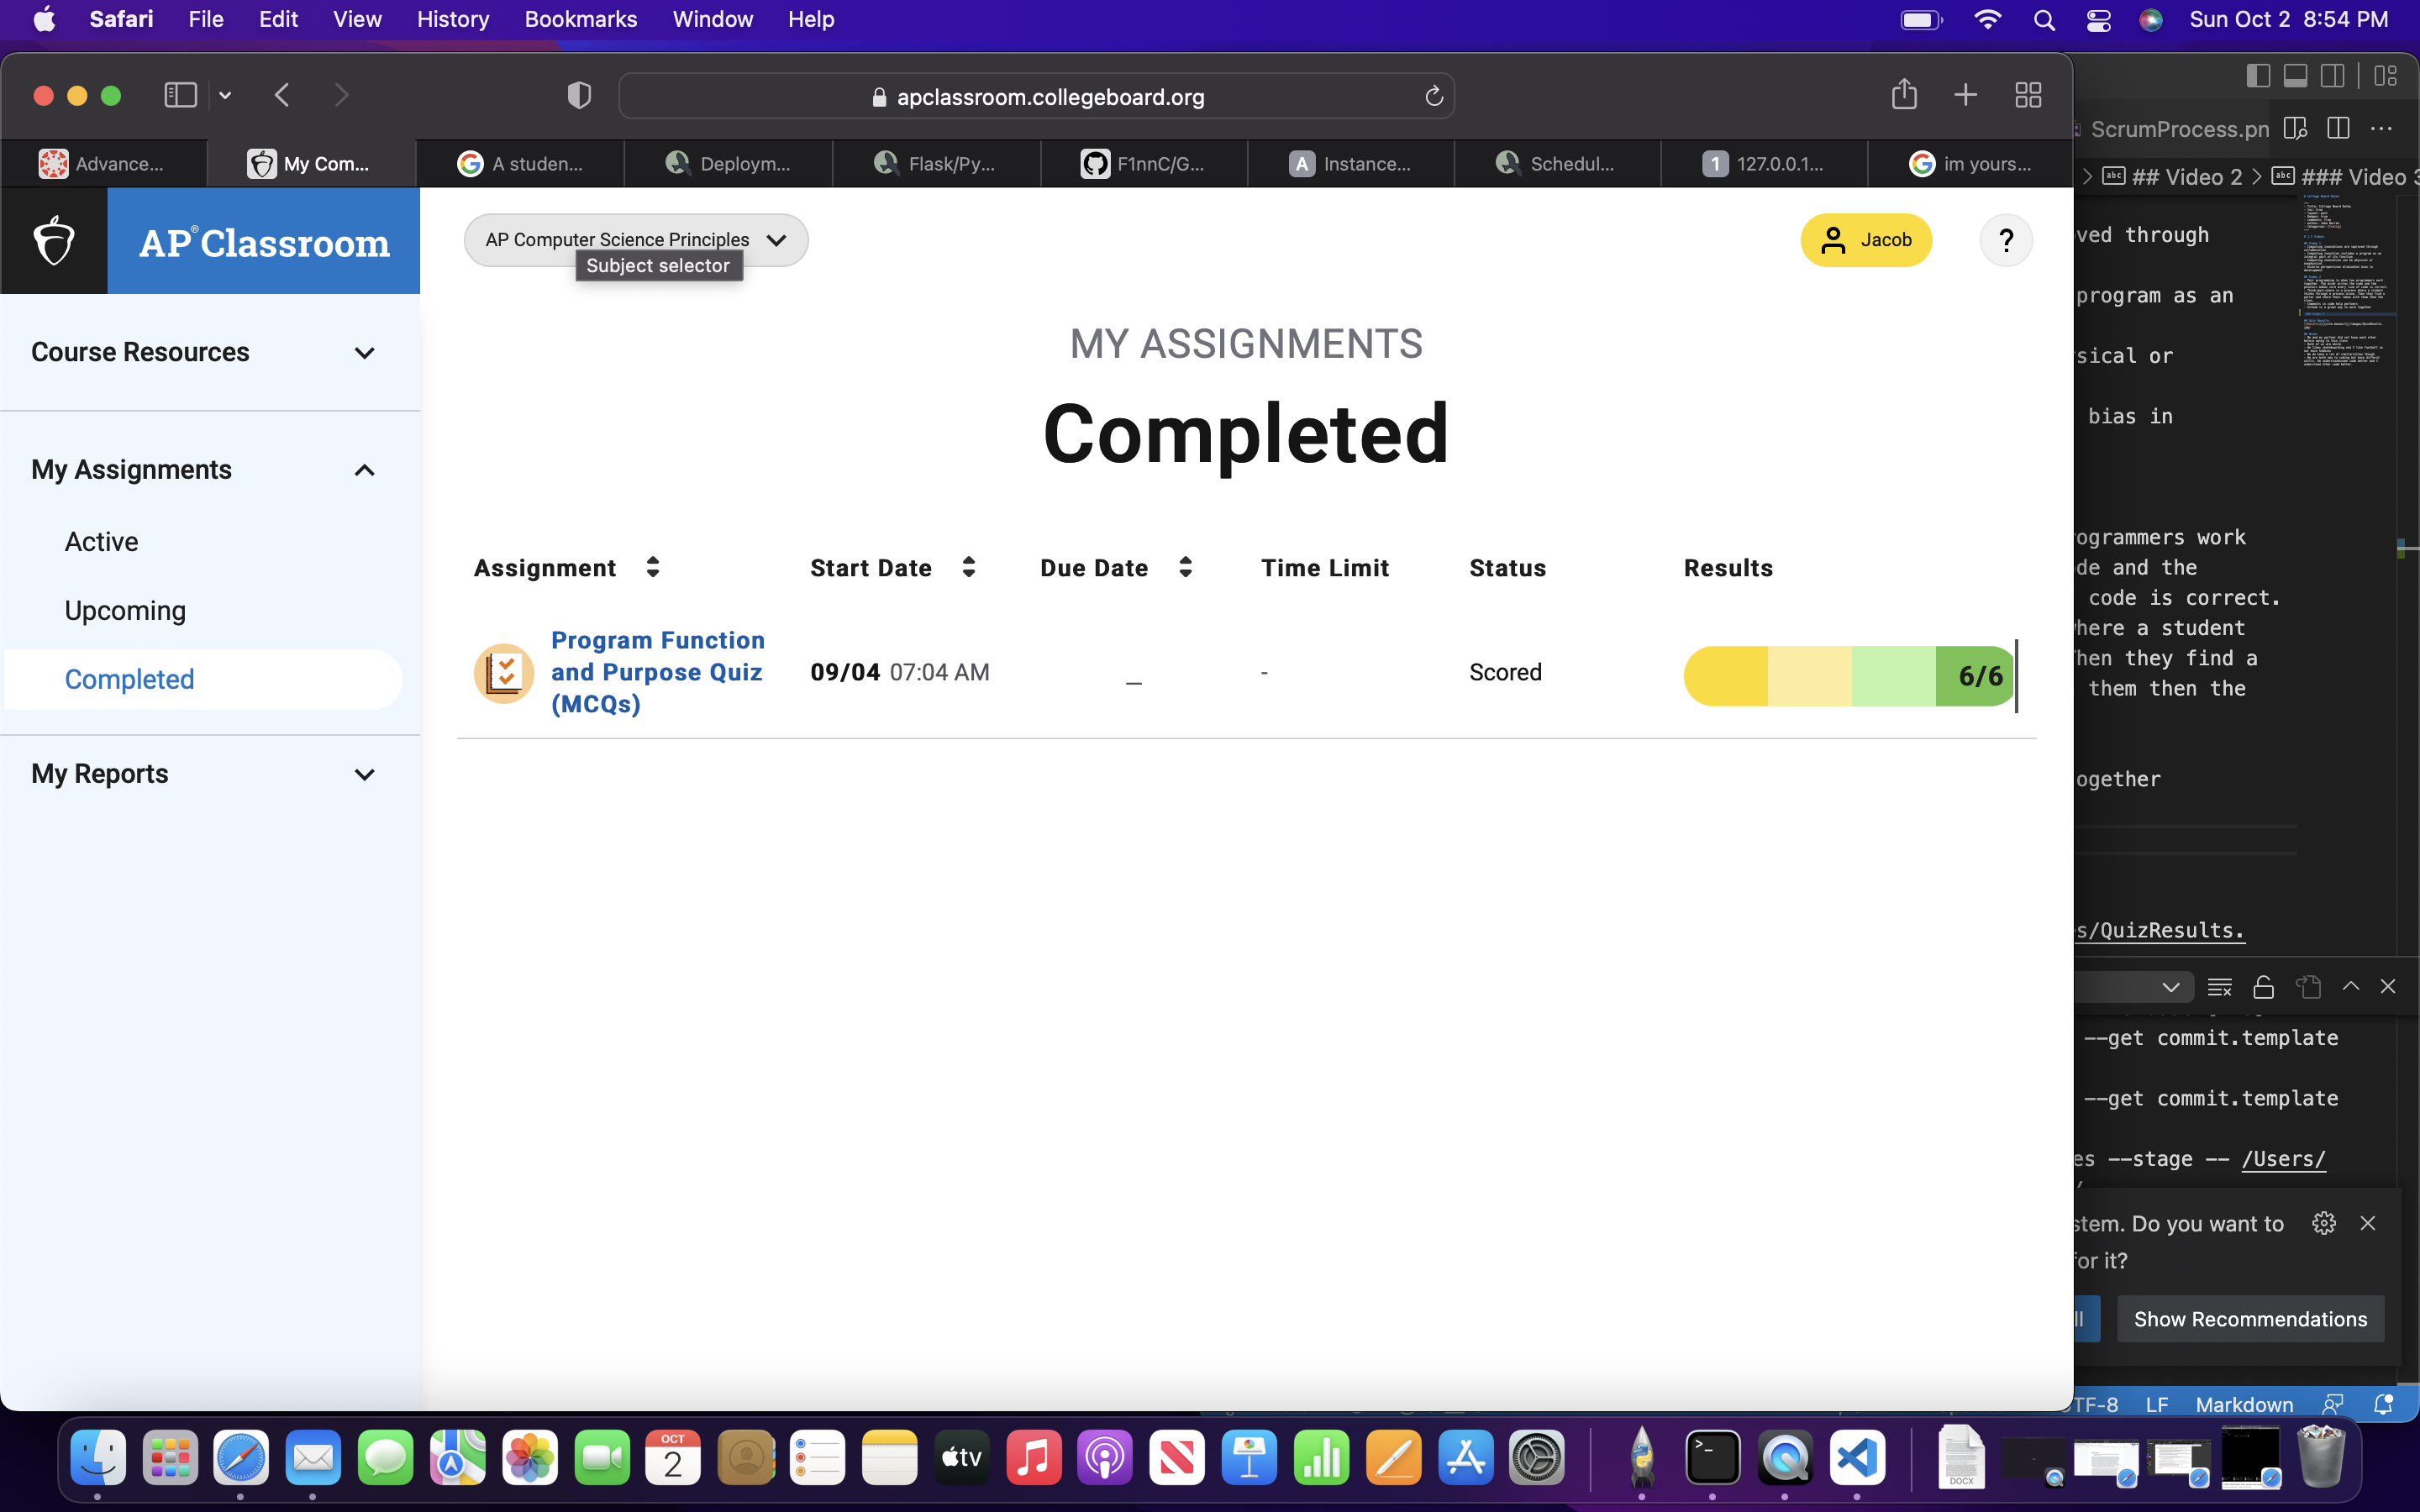 Safari File Edit View History Bookmarks Window Help Sun Oct 2 8:54 PM
apclassroom.collegeboard.org
Advance... My Com... A studen... Deploym... Flask/Py... F1nnC/G... A Instance... Schedul... 1 127.0.0.1... im yours...
AP® Classroom
AP Computer Science Principles
Subject selector
Jacob ?
Course Resources
My Assignments
Active
Upcoming
Completed
My Reports
MY ASSIGNMENTS
Completed
Assignment Start Date Due Date Time Limit Status Results
Program Function
and Purpose Quiz
(MCQs)
09/04 07:04 AM _ - Scored 6/6
ScrumProcess.pn ...
> ## Video 2 > ### Video 3
ved through
program as an
sical or
bias in
ogrammers work
de and the
code is correct.
here a student
hen they find a
them then the
ogether
s/QuizResults.
--get commit.template
--get commit.template
es --stage -- /Users/
stem. Do you want to
for it?
ll Show Recommendations
TF-8 LF Markdown
OCT
2
tv
DOCX